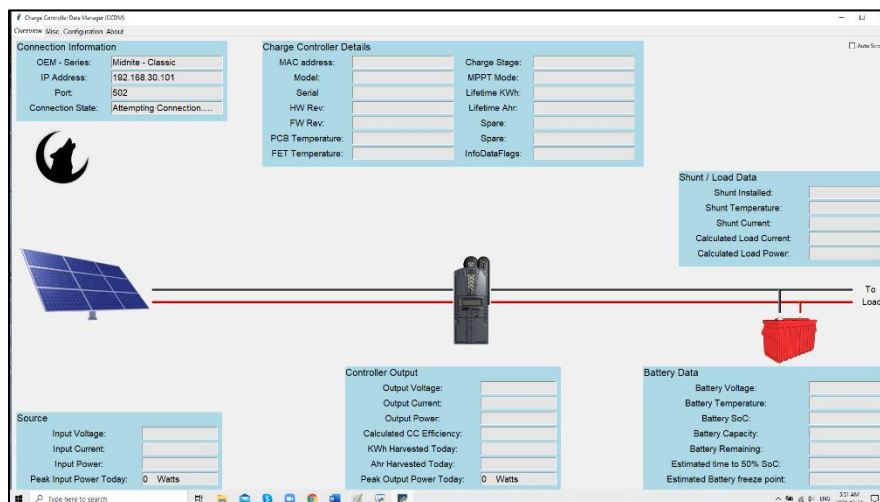 Charge Controller Data Manager (CCDM)
Overview Misc Configuration About
Auto
Connection Information
OEM - Series: Midnite - Classic
IP Address: 192.168.30.101
Port: 502
Connection State: Attempting Connection.....
Charge Controller Details
MAC address:
Model:
Serial
HW Rev:
FW Rev:
PCB Temperature:
FET Temperature:
Charge Stage:
MPPT Mode:
Lifetime KWh:
Lifetime Ahr:
Spare:
Spare:
InfoDataFlags:
Shunt / Load Data
Shunt Installed:
Shunt Temperature:
Shunt Current:
Calculated Load Current:
Calculated Load Power:
To
Load
Source
Input Voltage:
Input Current:
Input Power:
Peak Input Power Today: 0 Watts
Controller Output
Output Voltage:
Output Current:
Output Power:
Calculated CC Efficiency:
KWh Harvested Today:
Ahr Harvested Today:
Peak Output Power Today: 0 Watts
Battery Data
Battery Voltage:
Battery Temperature:
Battery SoC:
Battery Capacity:
Battery Remaining:
Estimated time to 50% SoC:
Estimated Battery freeze point:
Type here to search
ENG
5:51 AM